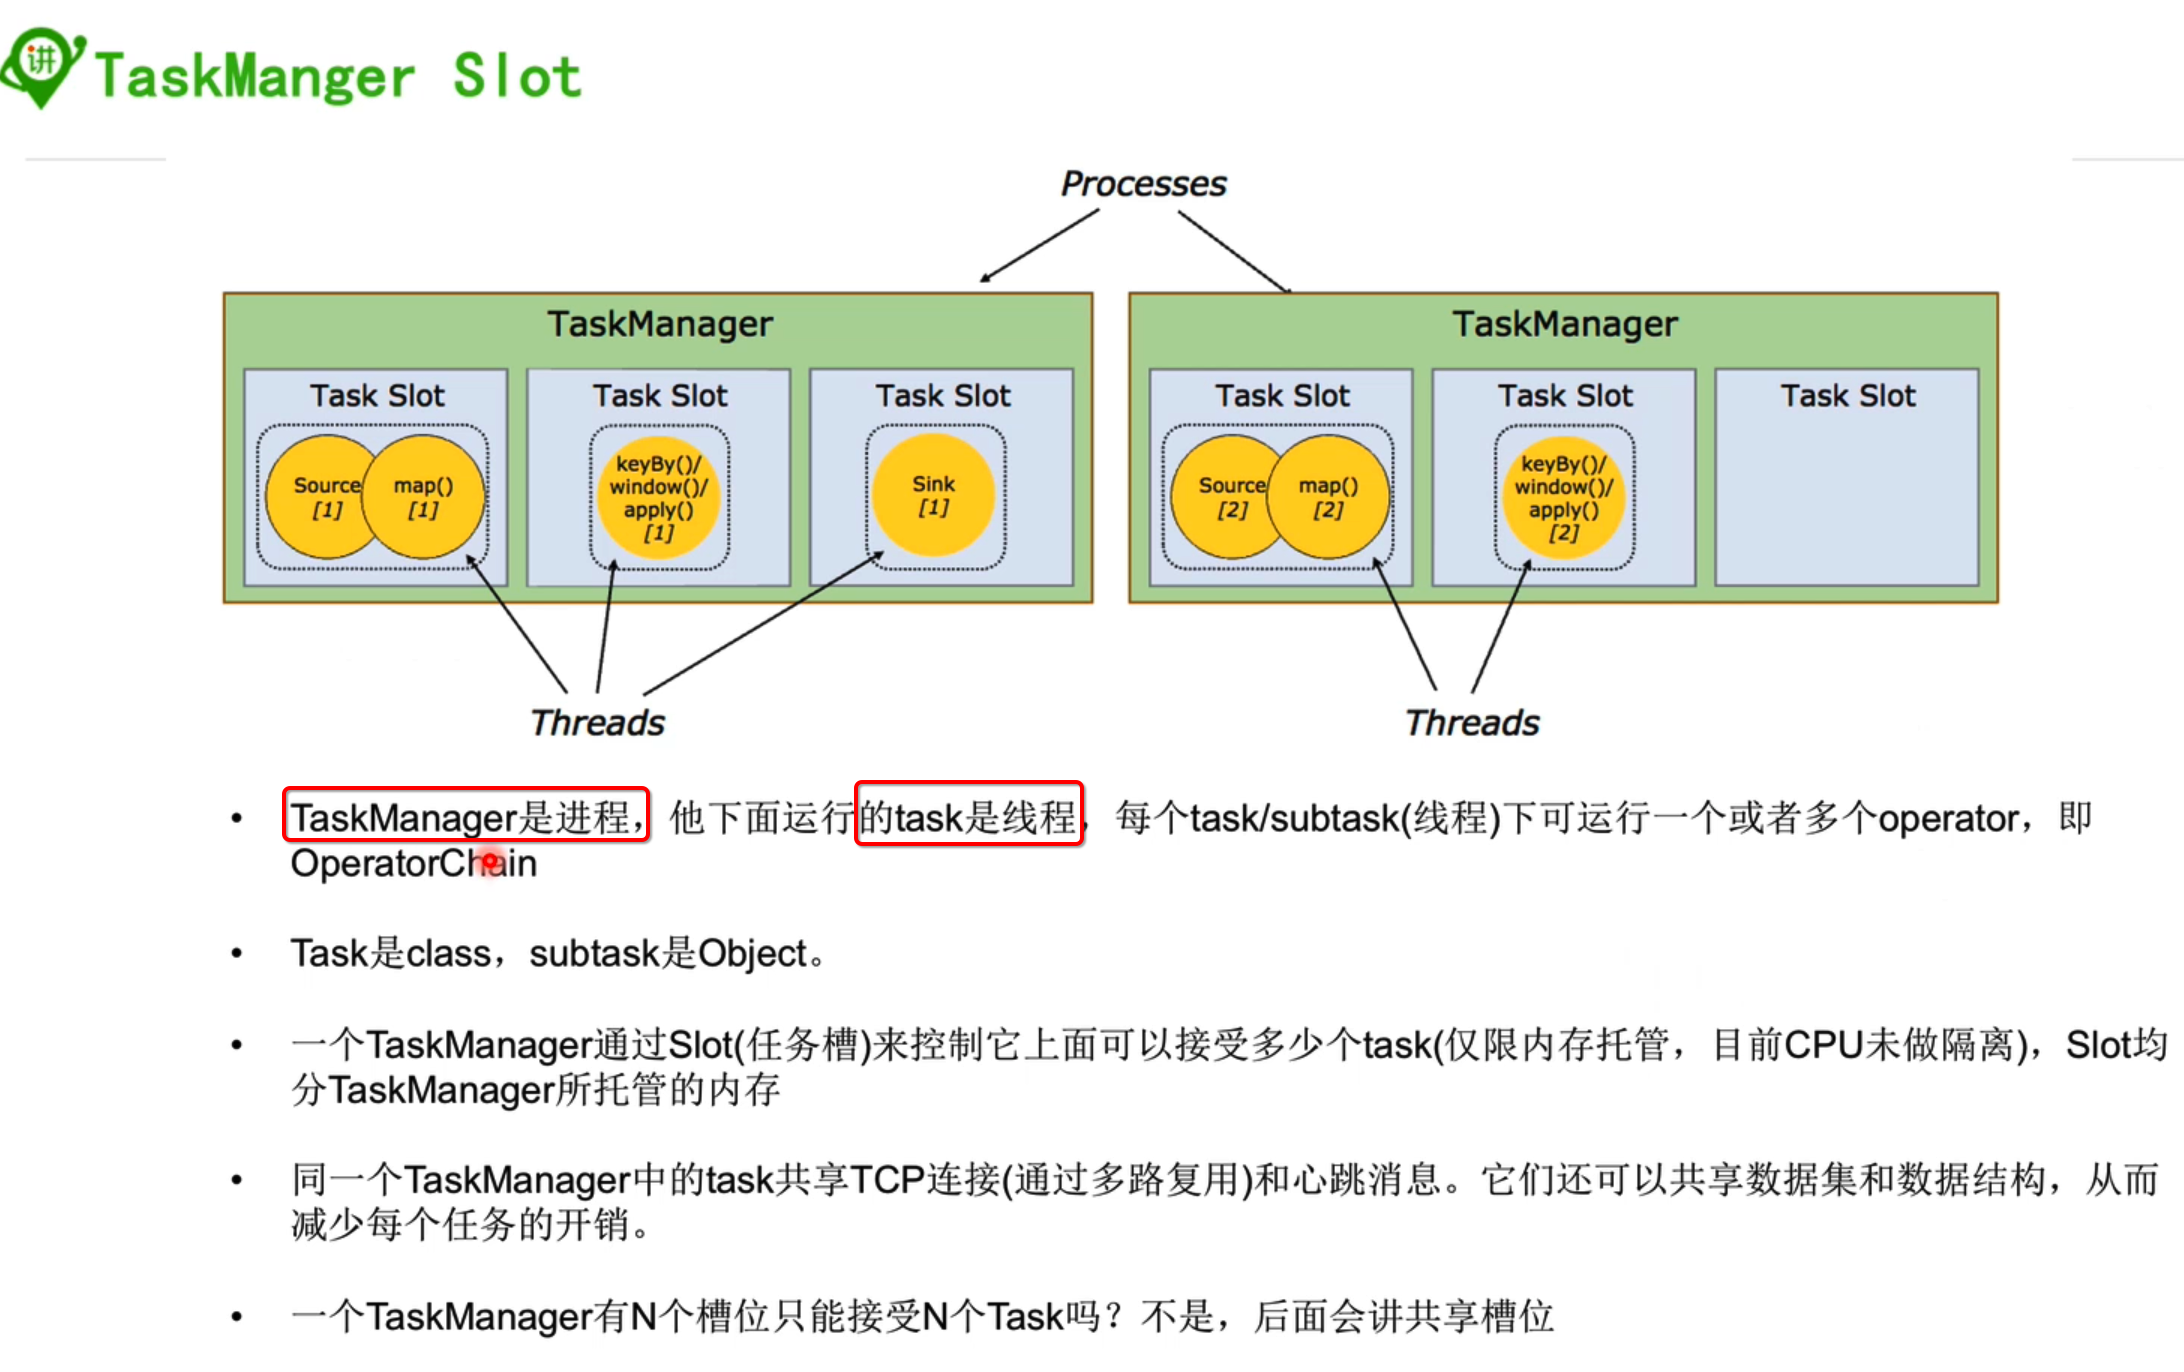 讲
TaskManger Slot
Processes
TaskManager
TaskManager
Task Slot
Task Slot
Task Slot
Task Slot
Task Slot
Task Slot
Source
[1]
map()
[1]
keyBy()/
window()/
apply()
[1]
Sink
[1]
Source
[2]
map()
[2]
keyBy()/
window()/
apply()
[2]
Threads
Threads
• TaskManager是进程，他下面运行的task是线程，每个task/subtask(线程)下可运行一个或者多个operator，即
OperatorChain
• Task是class，subtask是Object。
• 一个TaskManager通过Slot(任务槽)来控制它上面可以接受多少个task(仅限内存托管，目前CPU未做隔离)，Slot均
分TaskManager所托管的内存
• 同一个TaskManager中的task共享TCP连接(通过多路复用)和心跳消息。它们还可以共享数据集和数据结构，从而
减少每个任务的开销。
• 一个TaskManager有N个槽位只能接受N个Task吗？不是，后面会讲共享槽位